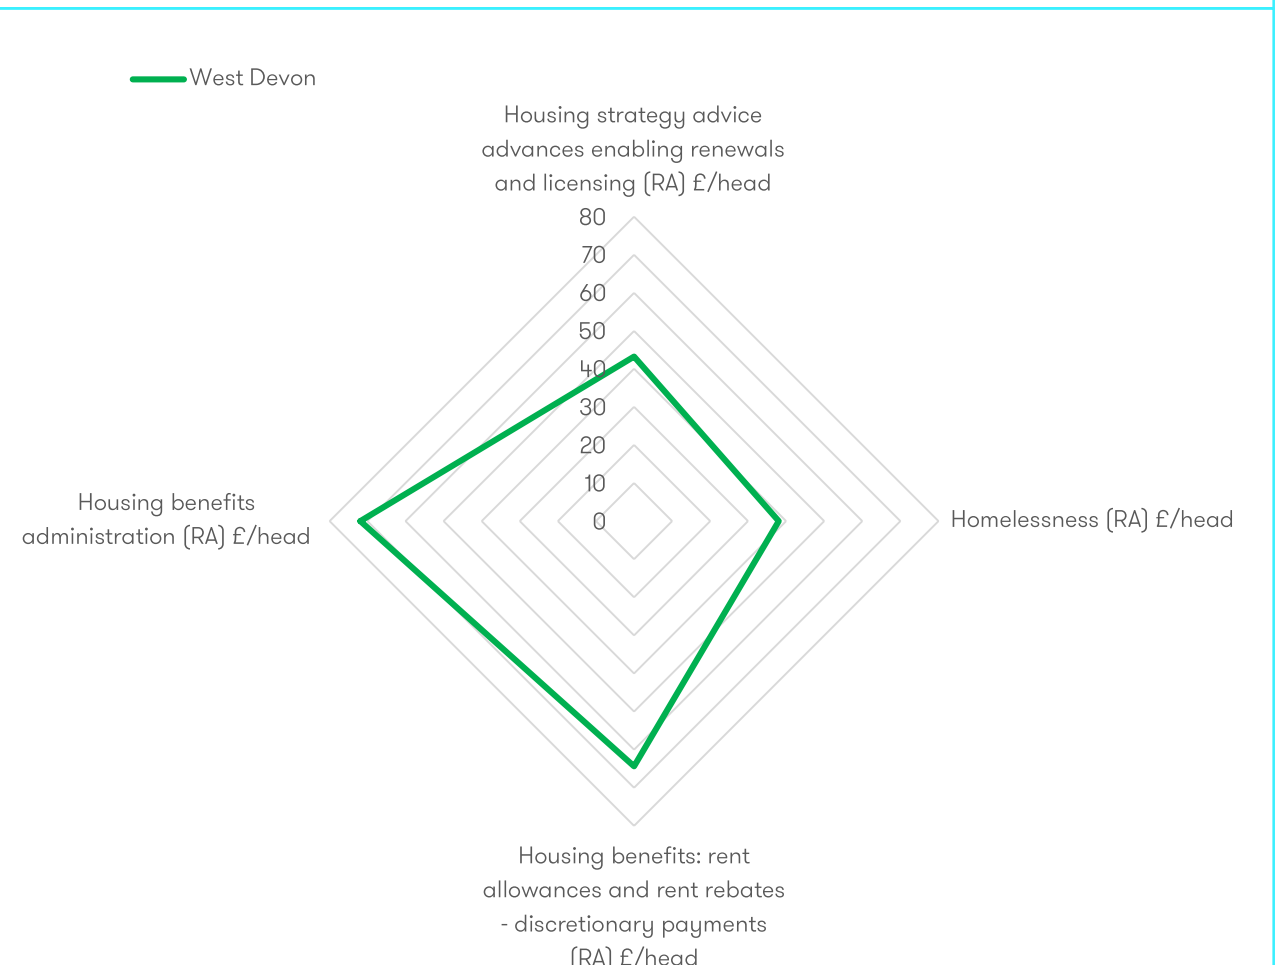 West Devon
Housing strategy advice
advances enabling renewals
and licensing (RA) £/head
80
70
60
50
40
30
20
10
0
Housing benefits
administration (RA) £/head
Homelessness (RA) £/head
Housing benefits: rent
allowances and rent rebates
- discretionary payments
(RA) £/head